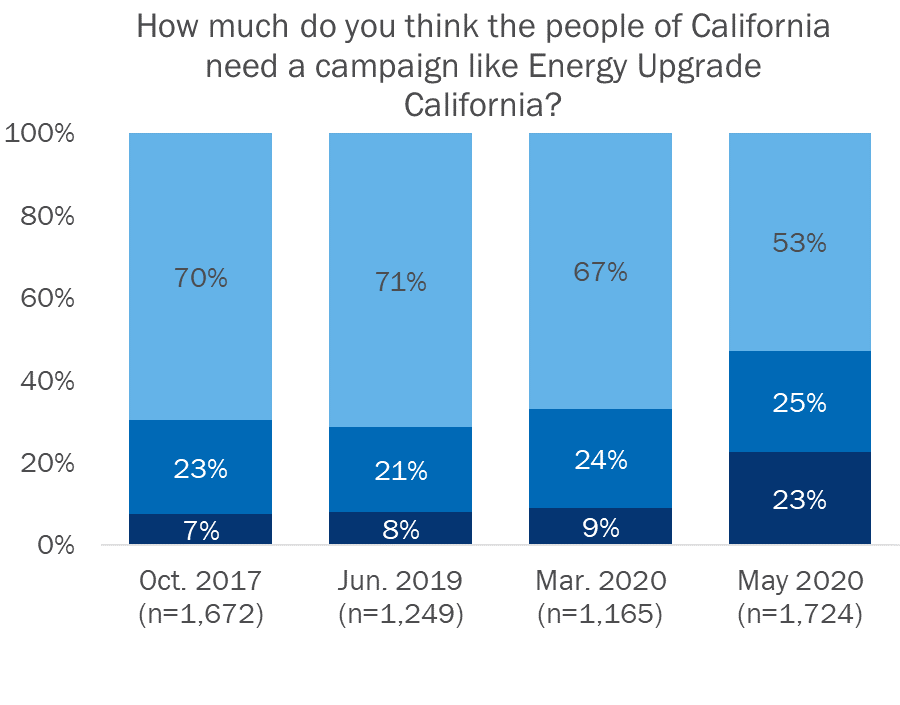 How much do you think the people of California
need a campaign like Energy Upgrade
California?
100%
80%
60%
40%
20%
0%
70%
71%
67%
53%
23%
21%
24%
25%
7%
8%
9%
23%
Oct. 2017
(n=1,672)
Jun. 2019
(n=1,249)
Mar. 2020
(n=1,165)
May 2020
(n=1,724)